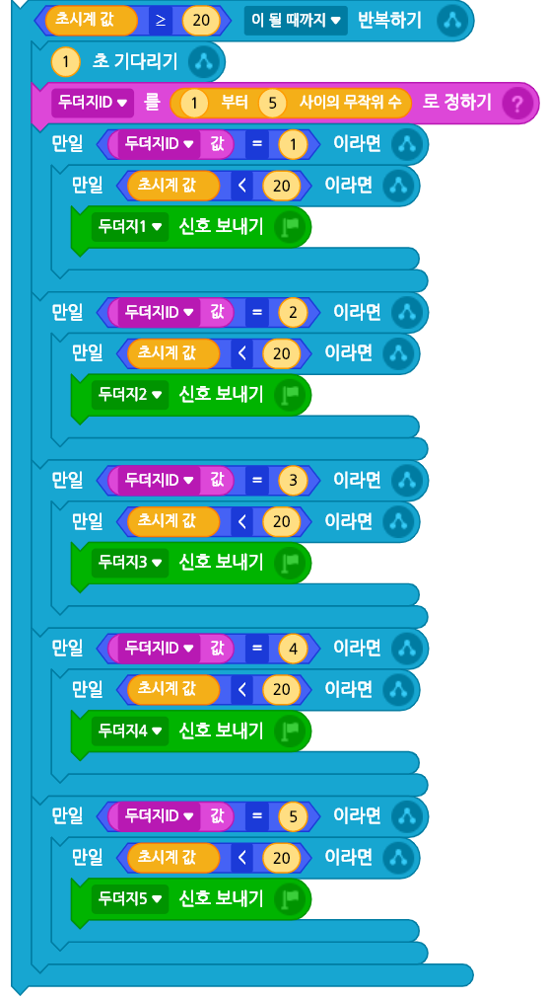 초시계 값 ≥ 20 이 될 때까지 ▼ 반복하기
1 초 기다리기
두더지ID ▼ 를 1 부터 5 사이의 무작위 수 로 정하기 ?
만일 두더지ID ▼ 값 = 1 이라면
만일 초시계 값 < 20 이라면
두더지1 ▼ 신호 보내기
만일 두더지ID ▼ 값 = 2 이라면
만일 초시계 값 < 20 이라면
두더지2 ▼ 신호 보내기
만일 두더지ID ▼ 값 = 3 이라면
만일 초시계 값 < 20 이라면
두더지3 ▼ 신호 보내기
만일 두더지ID ▼ 값 = 4 이라면
만일 초시계 값 < 20 이라면
두더지4 ▼ 신호 보내기
만일 두더지ID ▼ 값 = 5 이라면
만일 초시계 값 < 20 이라면
두더지5 ▼ 신호 보내기